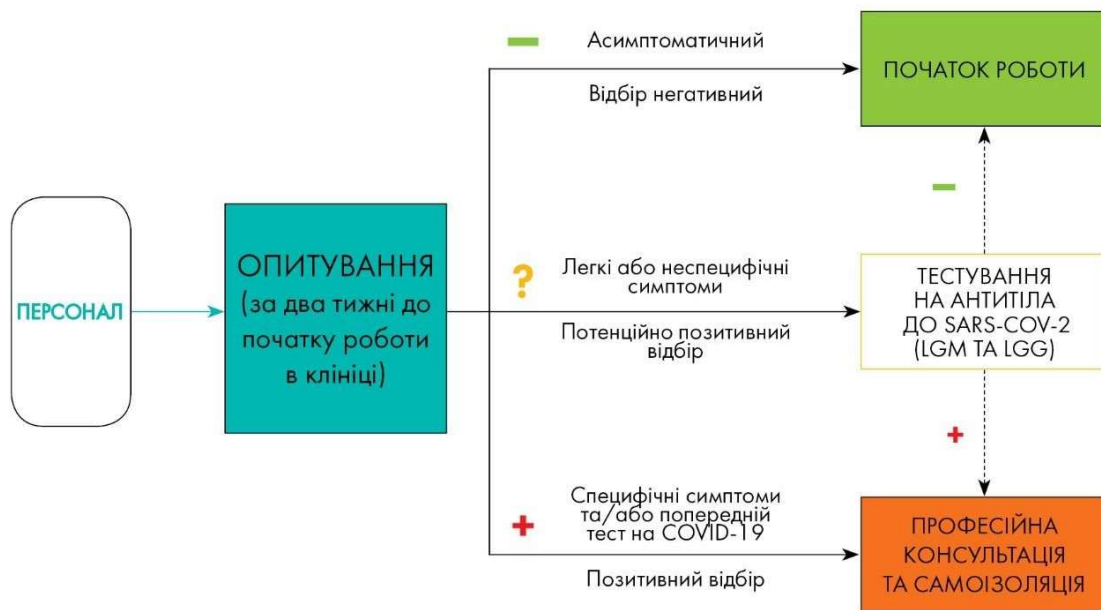 ПЕРСОНАЛ
ОПИТУВАННЯ
(за два тижні до
початку роботи
в клініці)
–
Асимптоматичний
Відбір негативний
ПОЧАТОК РОБОТИ
?
Легкі або неспецифічні
симптоми
Потенційно позитивний
відбір
–
ТЕСТУВАННЯ
НА АНТИТІЛА
ДО SARS-COV-2
(LGM ТА LGG)
+
+
Специфічні симптоми
та/або попередній
тест на COVID-19
Позитивний відбір
ПРОФЕСІЙНА
КОНСУЛЬТАЦІЯ
ТА САМОІЗОЛЯЦІЯ